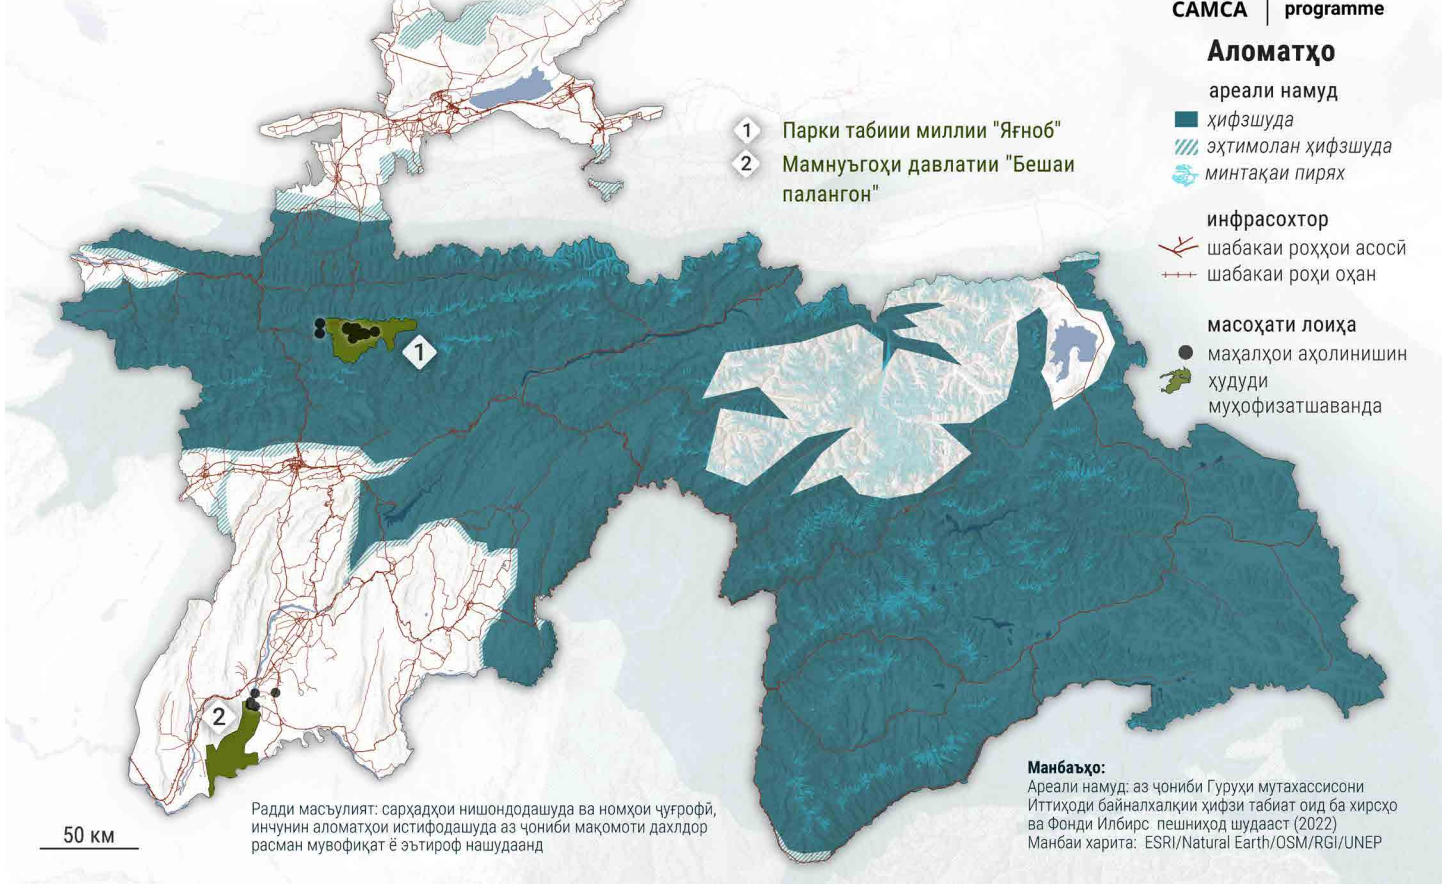 CAMCA | programme
Аломатҳо
ареали намуд
ҳифзшуда
эҳтимолан ҳифзшуда
минтақаи пирях
инфрасохтор
шабакаи роҳҳои асосӣ
шабакаи роҳи оҳан
масоҳати лоиҳа
маҳалҳои аҳолинишин
ҳудуди
муҳофизатшаванда
1 Парки табиии миллии "Яғноб"
2 Мамнуъгоҳи давлатии "Бешаи
палангон"
1
2
50 км
Радди масъулият: сарҳадҳои нишондодашуда ва номҳои ҷуғрофӣ,
инчунин аломатҳои истифодашуда аз ҷониби мақомоти дахлдор
расман мувофиқат ё эътироф нашудаанд
Манбаъҳо:
Ареали намуд: аз ҷониби Гуруҳи мутахассисони
Иттиҳоди байналхалқии ҳифзи табиат оид ба хирсҳо
ва Фонди Илбирс пешниҳод шудааст (2022)
Манбаи харита: ESRI/Natural Earth/OSM/RGI/UNEP